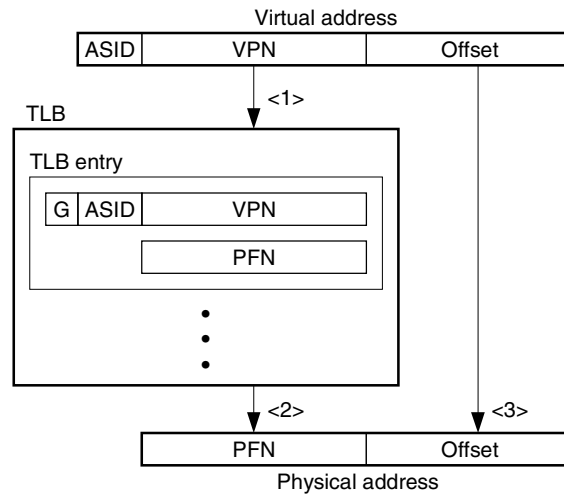 Virtual address
ASID VPN Offset
<1>
TLB
TLB entry
G ASID VPN
PFN
<2> <3>
PFN Offset
Physical address